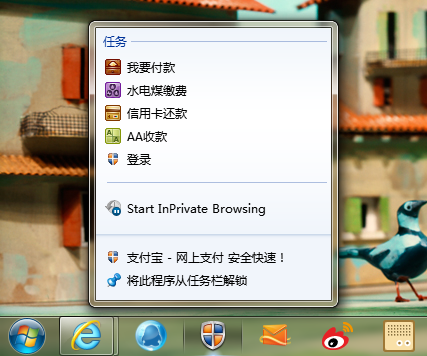 任务
我要付款
水电煤缴费
信用卡还款
AA收款
登录
Start InPrivate Browsing
支付宝 - 网上支付 安全快速！
将此程序从任务栏解锁